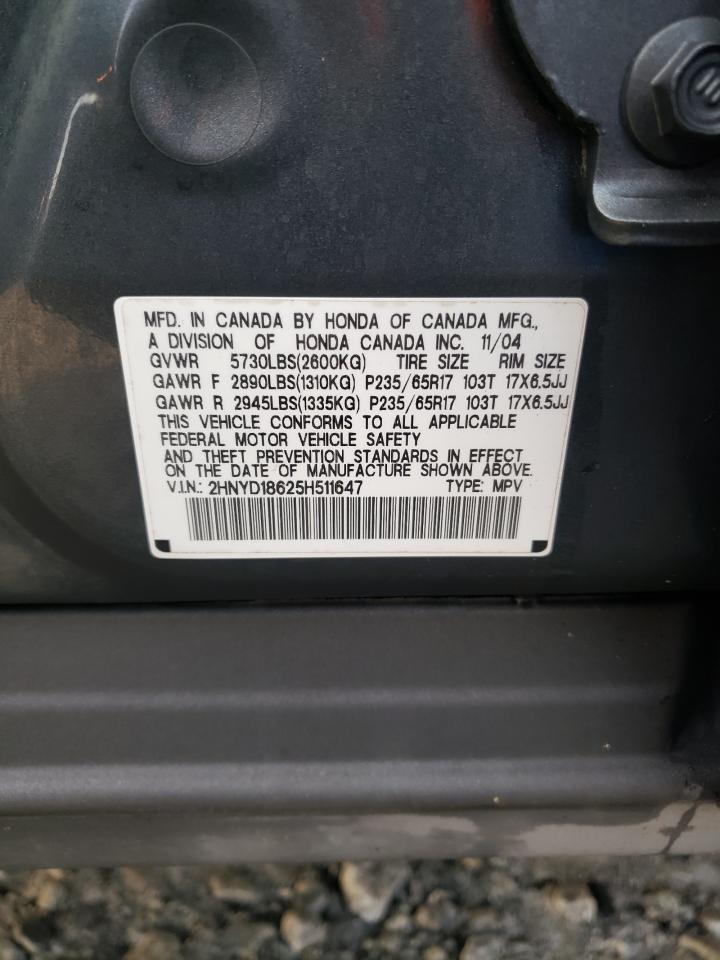 MFD. IN CANADA BY HONDA OF CANADA MFG.,
A DIVISION OF HONDA CANADA INC. 11/04
GVWR 5730LBS(2600KG) TIRE SIZE RIM SIZE
GAWR F 2890LBS(1310KG) P235/65R17 103T 17X6.5JJ
GAWR R 2945LBS(1335KG) P235/65R17 103T 17X6.5JJ
THIS VEHICLE CONFORMS TO ALL APPLICABLE
FEDERAL MOTOR VEHICLE SAFETY
AND THEFT PREVENTION STANDARDS IN EFFECT
ON THE DATE OF MANUFACTURE SHOWN ABOVE.
V.I.N.: 2HNYD18625H511647 TYPE: MPV